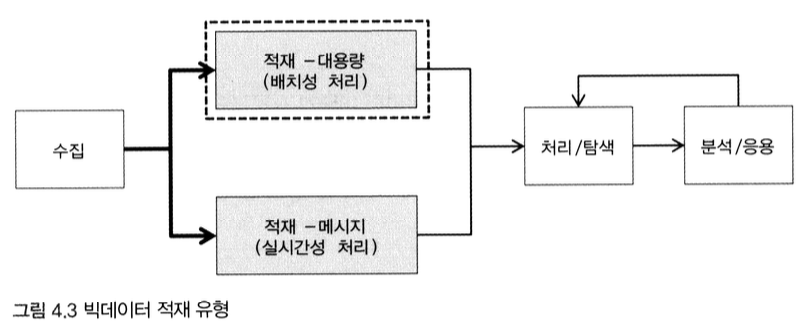 적재 - 대용량
(배치성 처리)
수집
처리/탐색
분석/응용
적재 - 메시지
(실시간성 처리)
그림 4.3 빅데이터 적재 유형